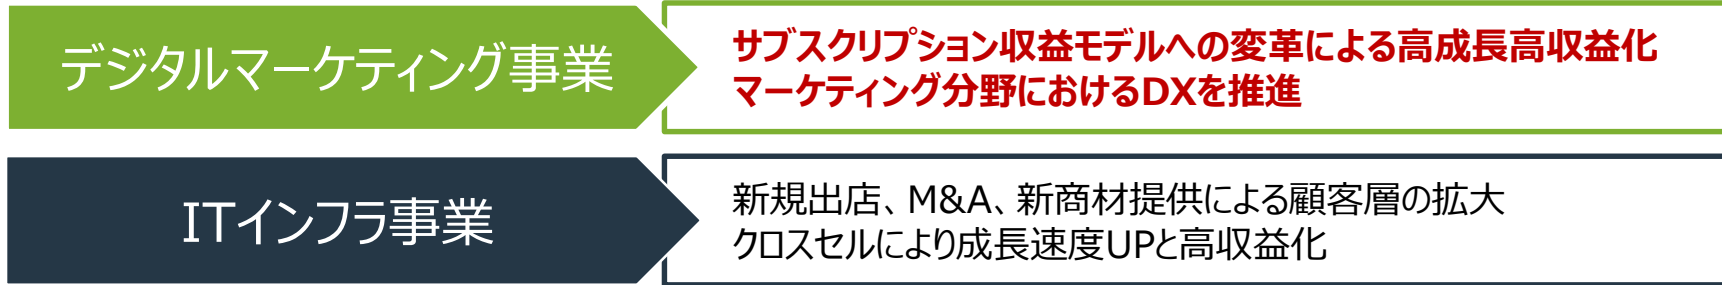 デジタルマーケティング事業
サブスクリプション収益モデルへの変革による高成長高収益化
マーケティング分野におけるDXを推進
ITインフラ事業
新規出店、M&A、新商材提供による顧客層の拡大
クロスセルにより成長速度UPと高収益化